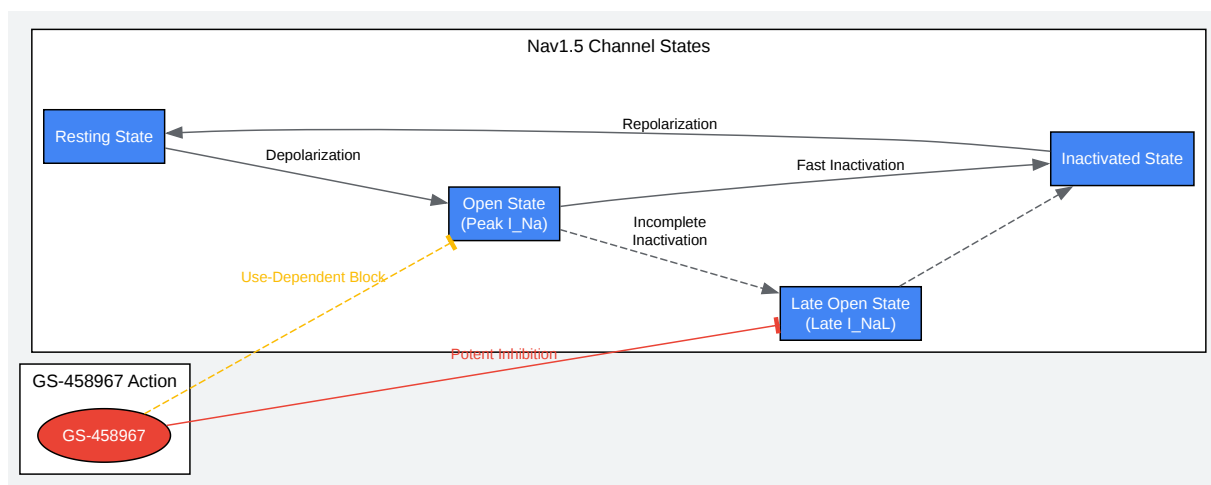 Nav1.5 Channel States
Repolarization
Resting State
Depolarization
Inactivated State
Fast Inactivation
Open State
(Peak I_Na)
Incomplete
Inactivation
Use-Dependent Block
Late Open State
(Late I_NaL)
Potent Inhibition
GS-458967 Action
GS-458967